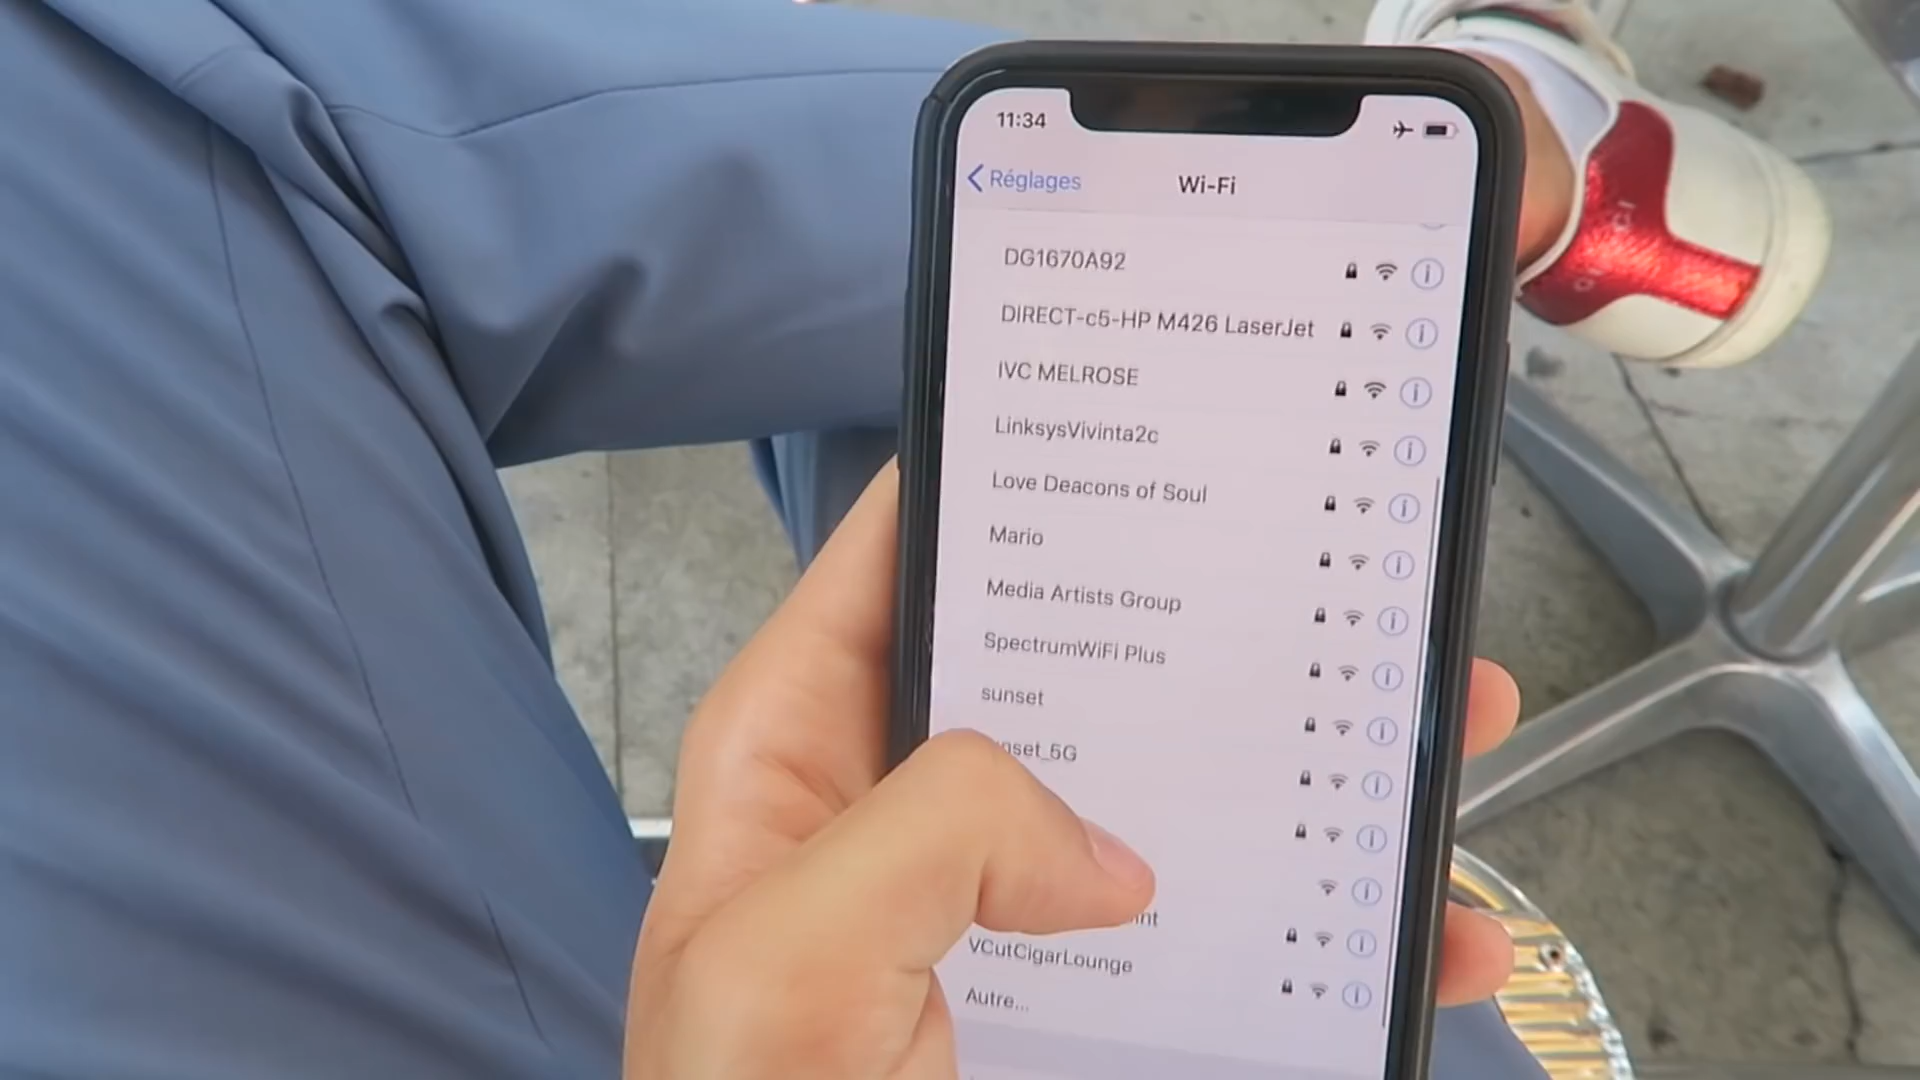 11:34
Réglages
Wi-Fi
DG1670A92
DIRECT-c5-HP M426 LaserJet
IVC MELROSE
LinksysVivinta2c
Love Deacons of Soul
Mario
Media Artists Group
SpectrumWiFi Plus
sunset
VCutCigarLounge
Autre...